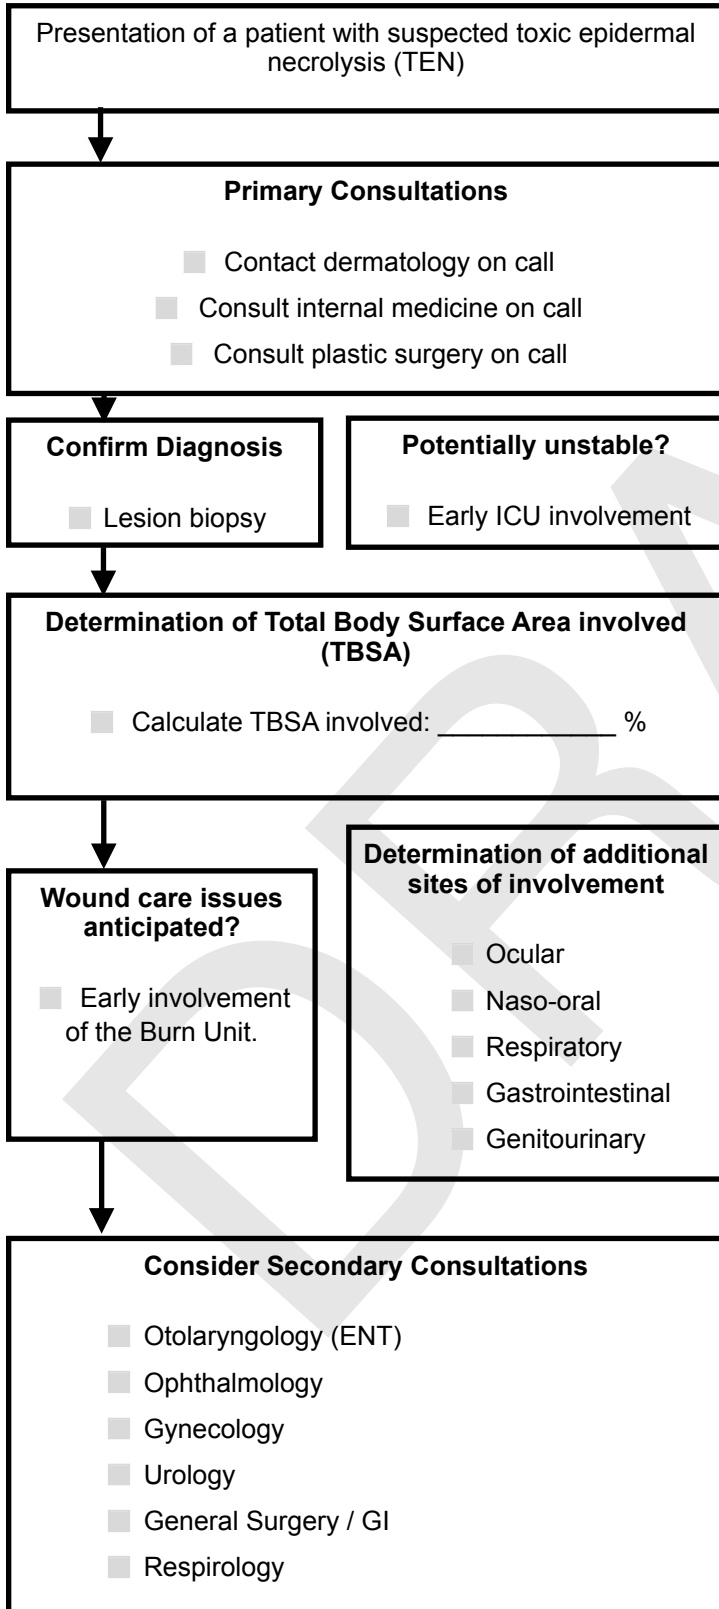 Presentation of a patient with suspected toxic epidermal
necrolysis (TEN)
Primary Consultations
Contact dermatology on call
Consult internal medicine on call
Consult plastic surgery on call
Confirm Diagnosis
Lesion biopsy
Potentially unstable?
Early ICU involvement
Determination of Total Body Surface Area involved
(TBSA)
Calculate TBSA involved: ____________ %
Wound care issues
anticipated?
Early involvement
of the Burn Unit.
Determination of additional
sites of involvement
Ocular
Naso-oral
Respiratory
Gastrointestinal
Genitourinary
Consider Secondary Consultations
Otolaryngology (ENT)
Ophthalmology
Gynecology
Urology
General Surgery / GI
Respirology